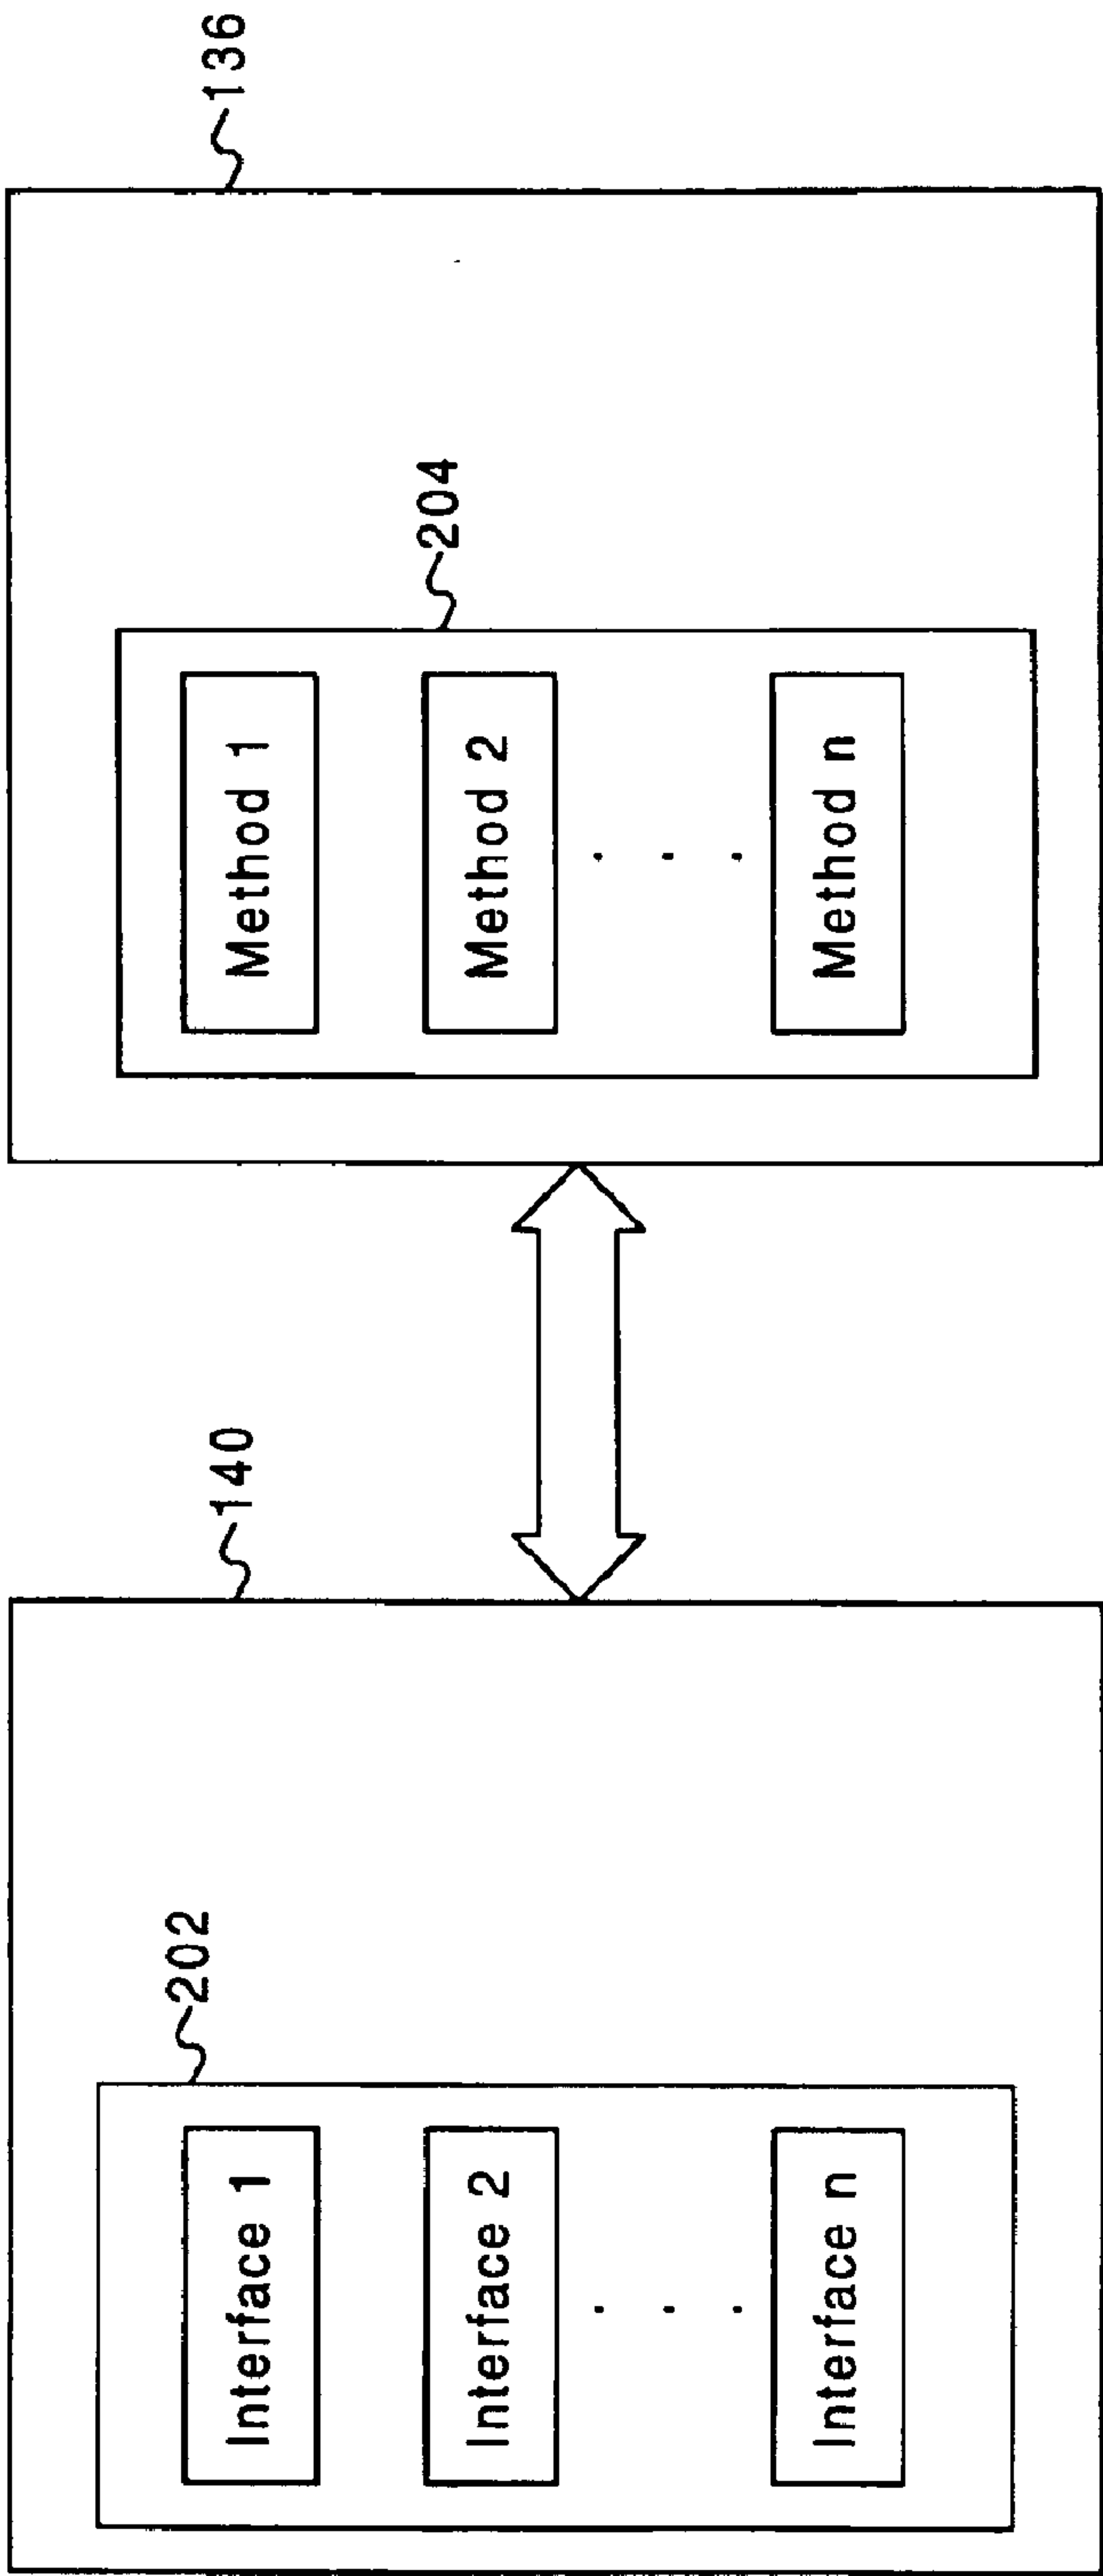 140
202
Interface 1
Interface 2
. . .
Interface n
136
204
Method 1
Method 2
. . .
Method n